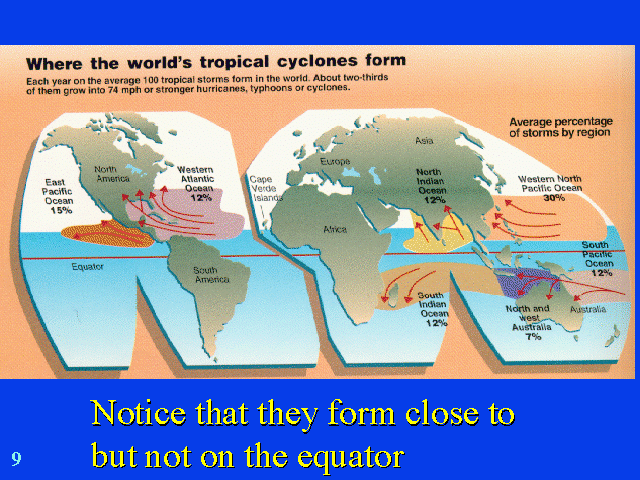 Where the world's tropical cyclones form
Each year on the average 100 tropical storms form in the world. About two-thirds
of them grow into 74 mph or stronger hurricanes, typhoons or cyclones.
Average percentage
of storms by region
Asia
Europe
North
America
Western
Atlantic
Ocean
12%
East
Pacific
Ocean
15%
Cape
Verde
Islands
North
Indian
Ocean
12%
Western North
Pacific Ocean
30%
Africa
South
Pacific
Ocean
12%
Equator
South
America
South
Indian
Ocean
12%
North and
west
Australia
7%
Australia
Notice that they form close to
but not on the equator
9